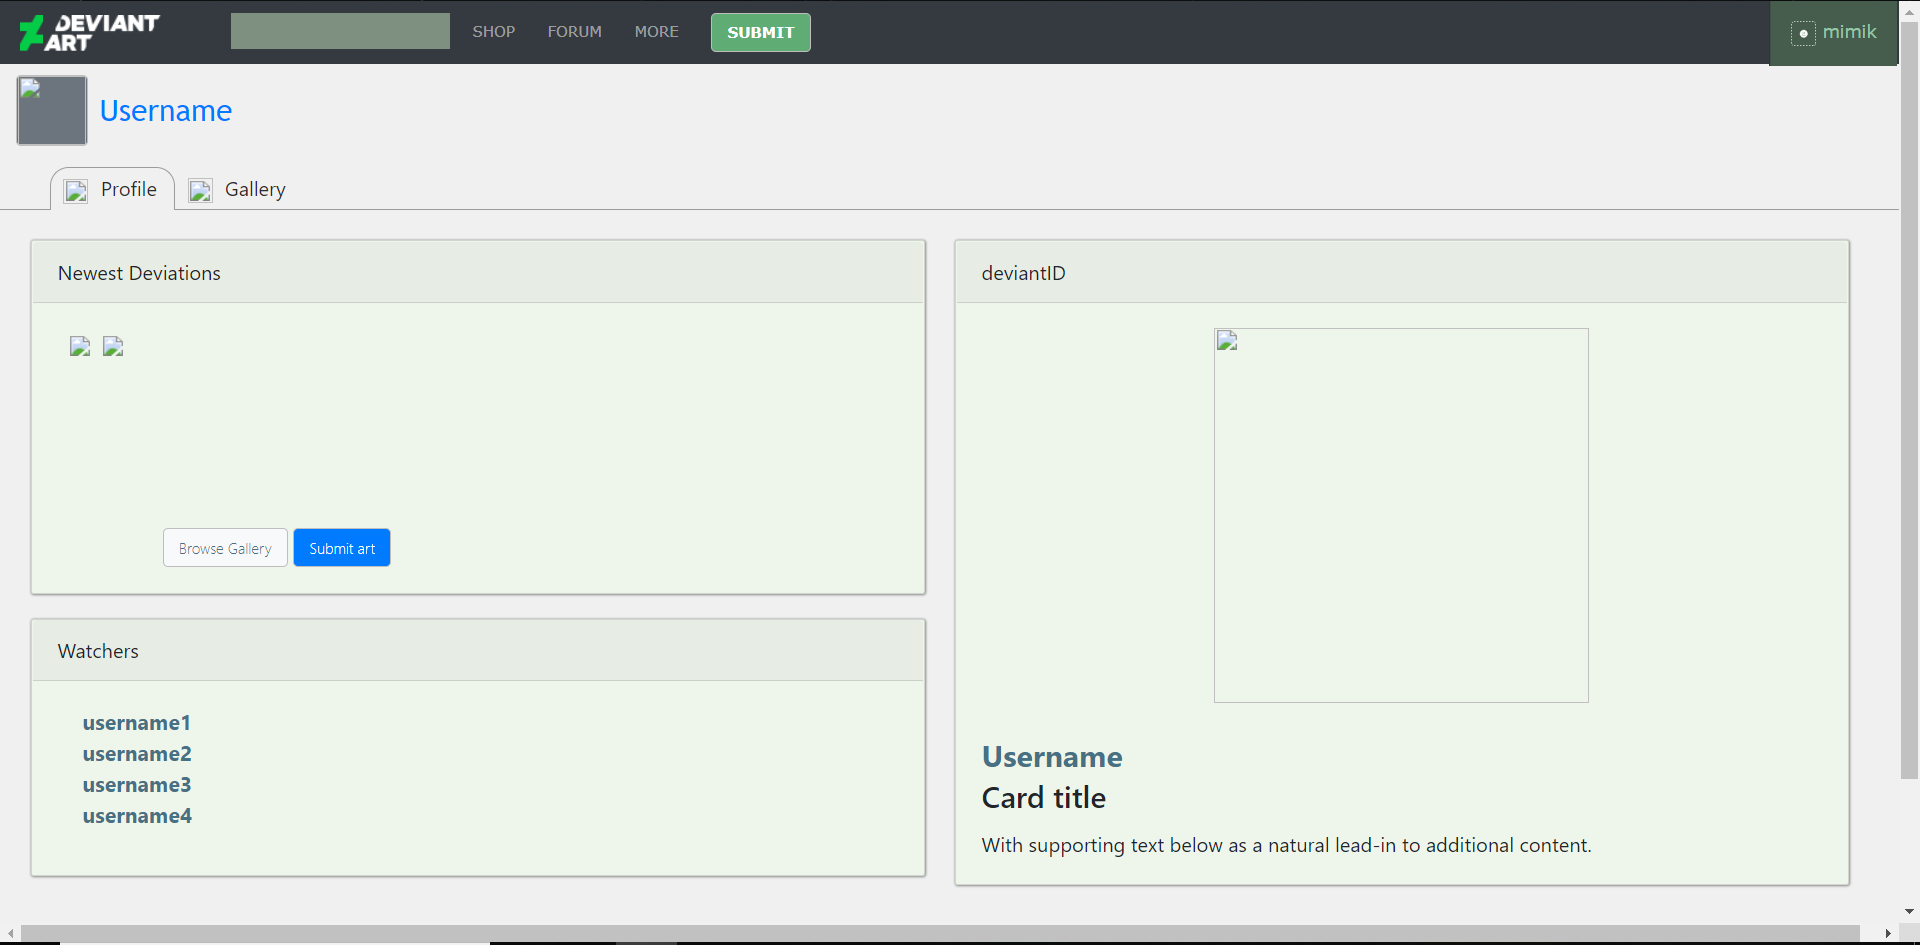 DEVIANT ART SHOP FORUM MORE SUBMIT mimik
Username
Profile Gallery
Newest Deviations
Browse Gallery Submit art
Watchers
username1
username2
username3
username4
deviantID
Username
Card title
With supporting text below as a natural lead-in to additional content.